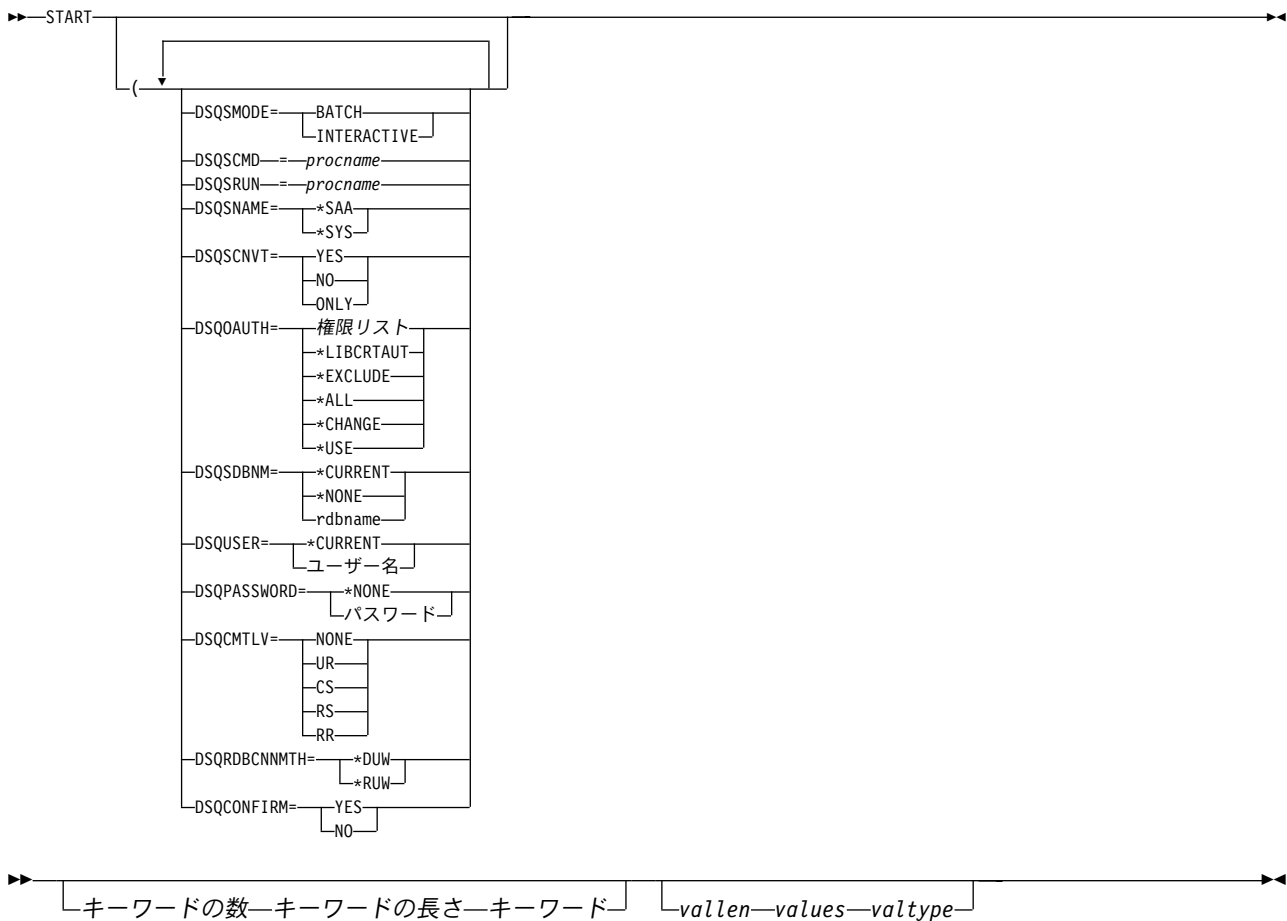 START
(
DSQSMODE= BATCH
INTERACTIVE
DSQSCMD = procname
DSQSRUN = procname
DSQSNAME= *SAA
*SYS
DSQSCNVT= YES
NO
ONLY
DSQOAUTH= 権限リスト
*LIBCRTAUT
*EXCLUDE
*ALL
*CHANGE
*USE
DSQSDBNM= *CURRENT
*NONE
rdbname
DSQUSER= *CURRENT
ユーザー名
DSQPASSWORD= *NONE
パスワード
DSQCMTLV= NONE
UR
CS
RS
RR
DSQRDBCNNMTH= *DUW
*RUW
DSQCONFIRM= YES
NO
キーワードの数 キーワードの長さ キーワード vallen values valtype